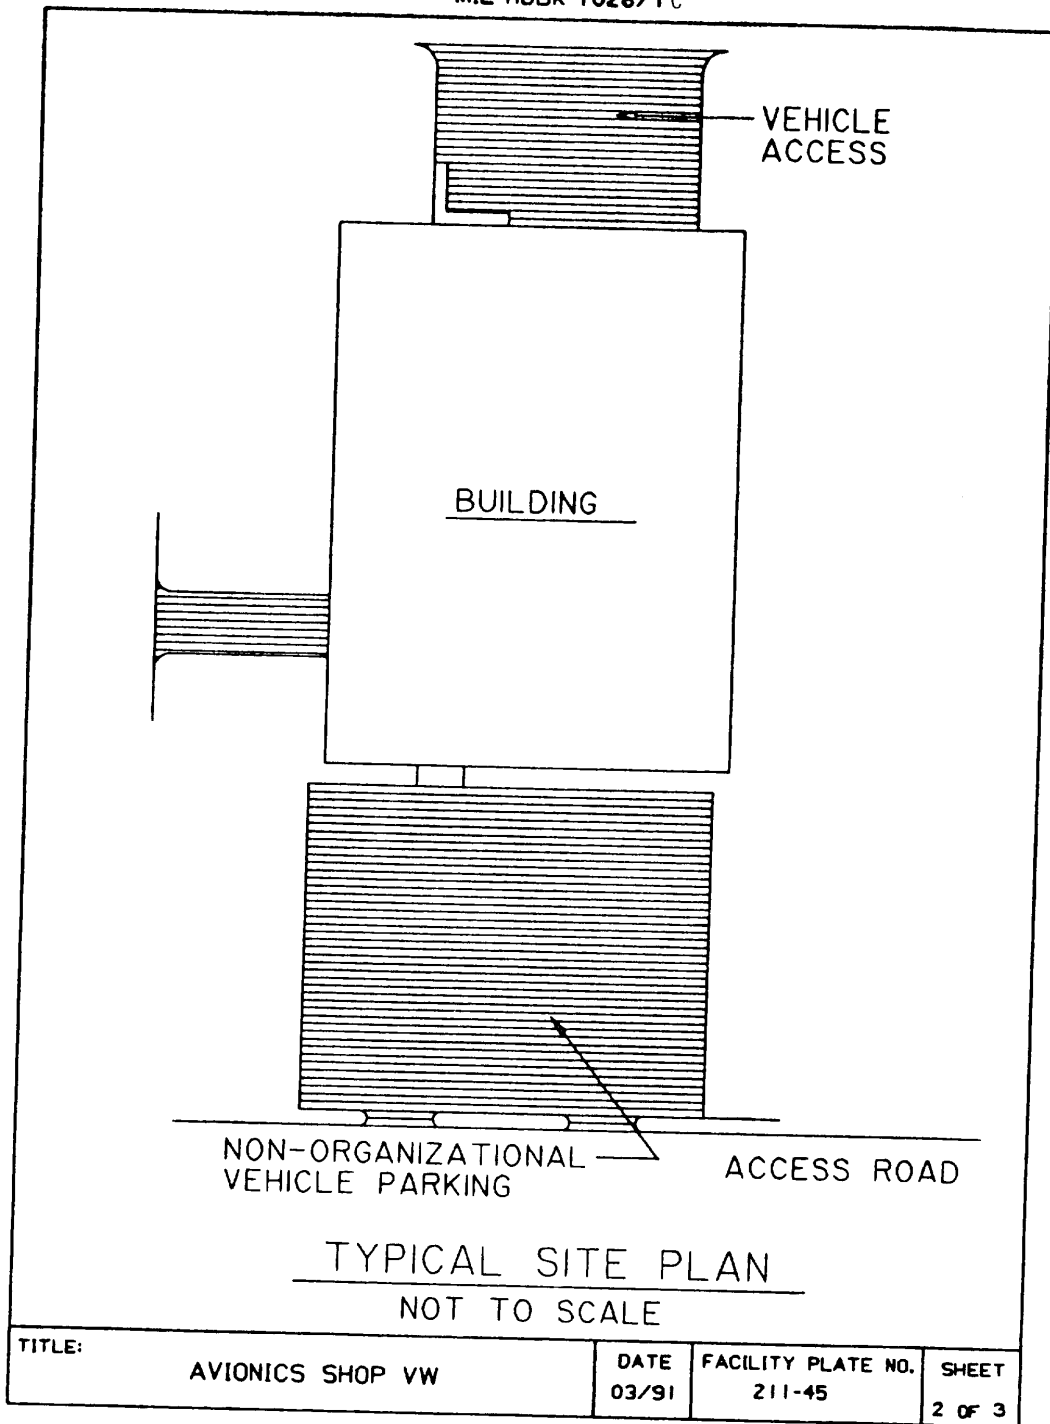 VEHICLE
ACCESS
BUILDING
NON-ORGANIZATIONAL
VEHICLE PARKING
ACCESS ROAD
TYPICAL SITE PLAN
NOT TO SCALE
TITLE:
AVIONICS SHOP VW
DATE
03/91
FACILITY PLATE NO.
211-45
SHEET
2 OF 3